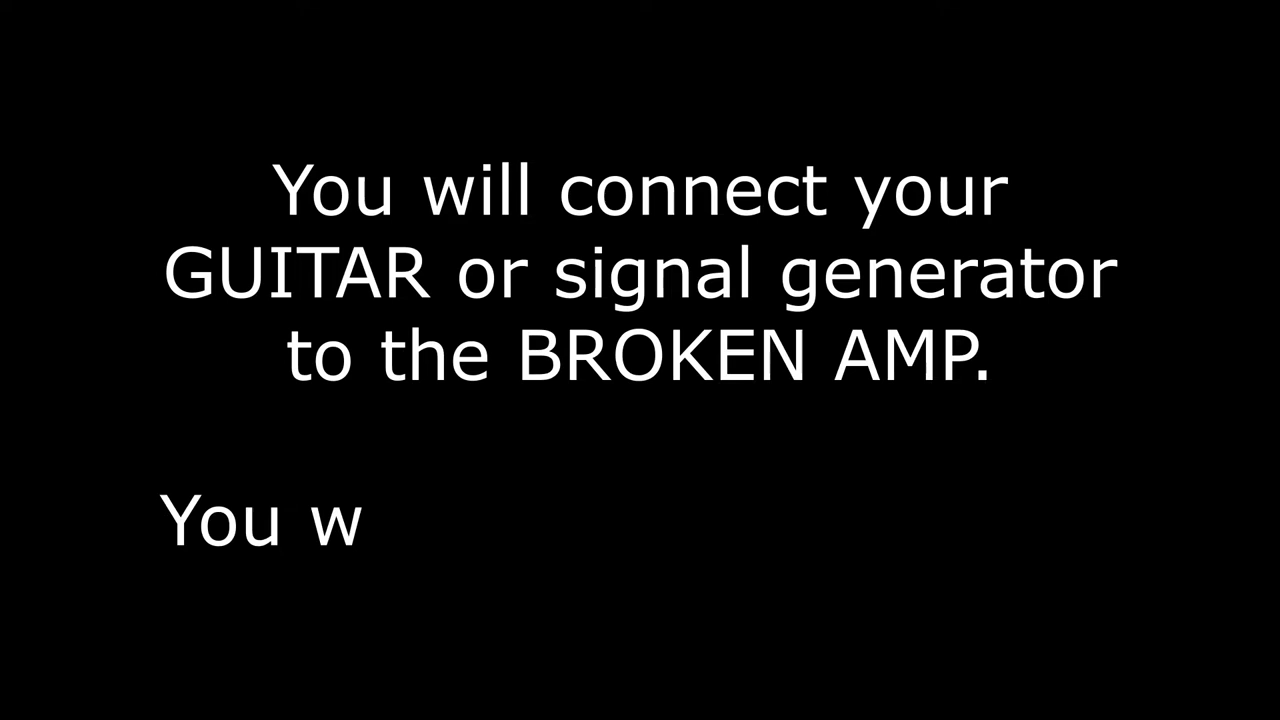 You will connect your
GUITAR or signal generator
to the BROKEN AMP.
You w